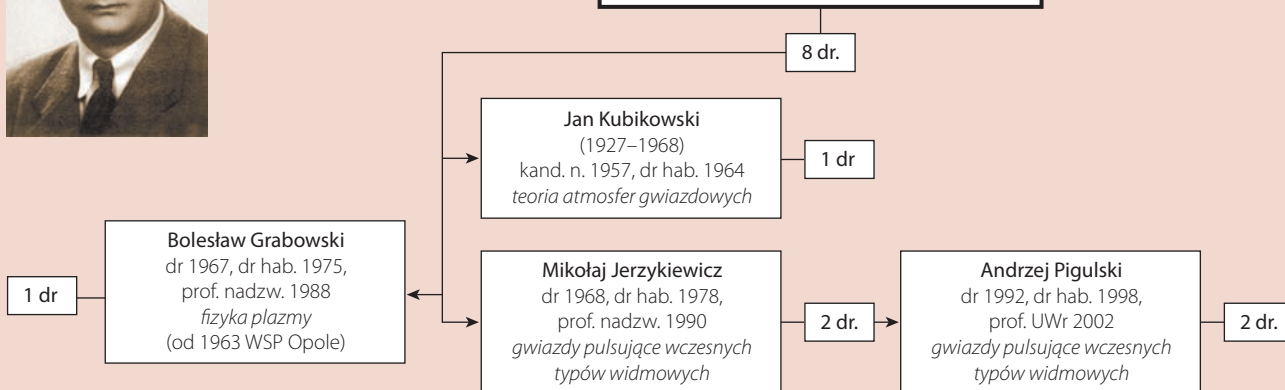 8 dr.
Jan Kubikowski
(1927–1968)
kand. n. 1957, dr hab. 1964
teoria atmosfer gwiazdowych
1 dr
Bolesław Grabowski
dr 1967, dr hab. 1975,
prof. nadzw. 1988
fizyka plazmy
(od 1963 WSP Opole)
1 dr
Mikołaj Jerzykiewicz
dr 1968, dr hab. 1978,
prof. nadzw. 1990
gwiazdy pulsujące wczesnych
typów widmowych
2 dr.
Andrzej Pigulski
dr 1992, dr hab. 1998,
prof. UWr 2002
gwiazdy pulsujące wczesnych
typów widmowych
2 dr.